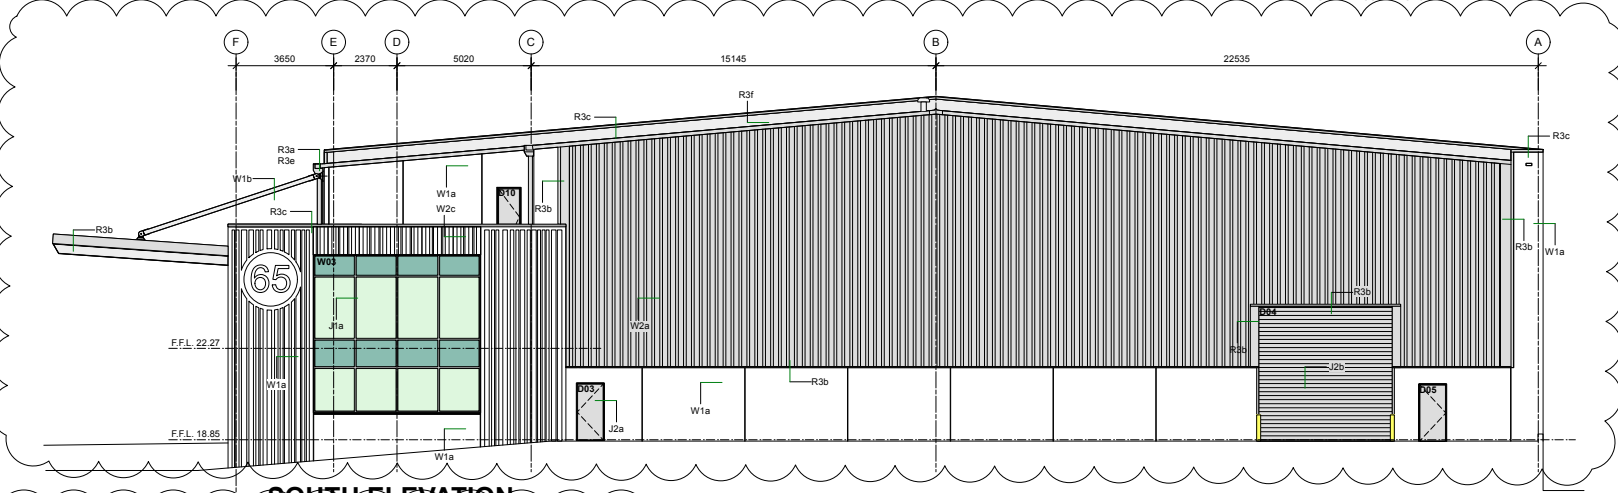 F E D C B A
3650 2370 5020 15145 22535
R3f
R3c
R3c
R3a
R3e
W1b
W1a
W2c
D10
R3b
R3c
R3b
R3b
W1a
W03
65
J1a
W2a
R3b
D04
R3b
F.F.L. 22.27
W1a
R3b
J2b
D03
W1a
D05
J2a
F.F.L. 18.85
W1a
SOUTH ELEVATION